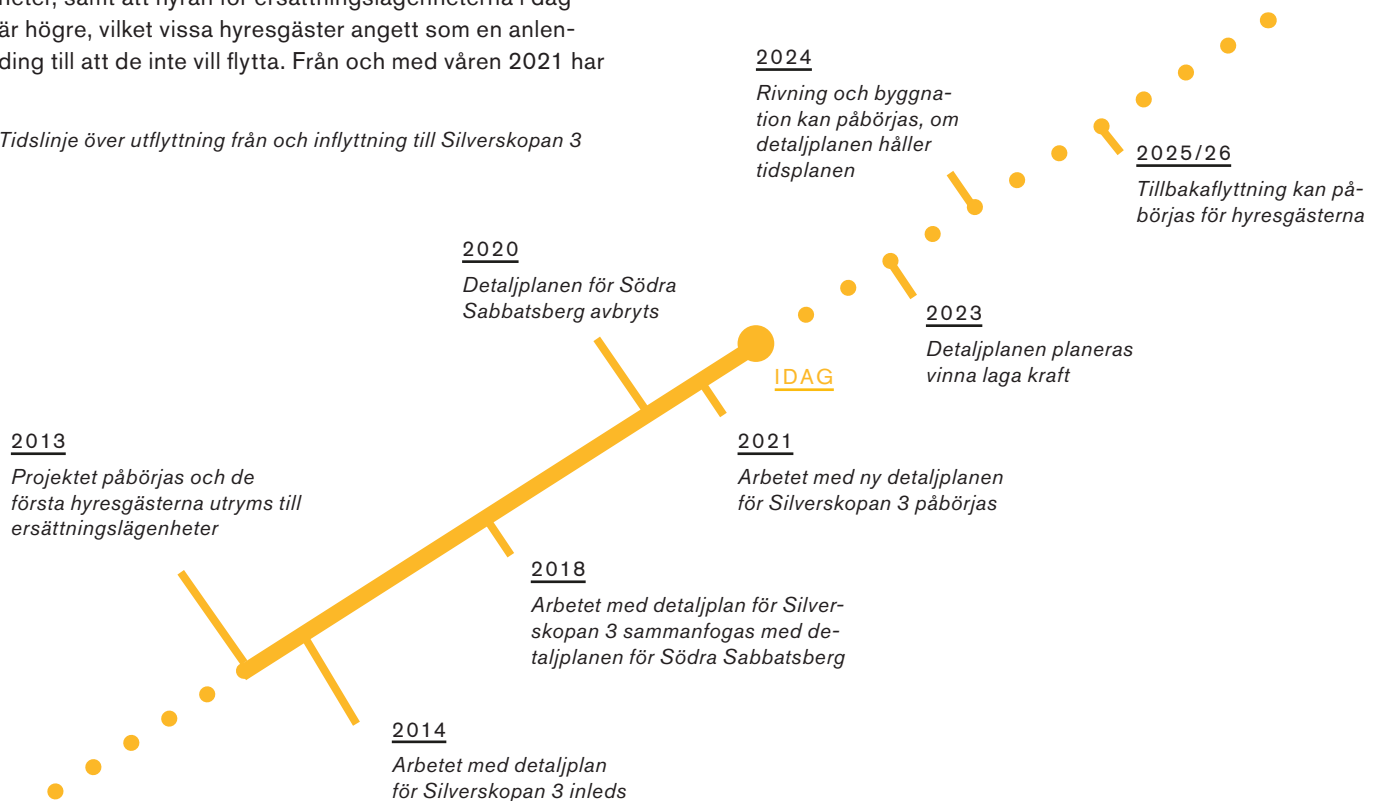 heter, samt att hyran för ersättningslägenheterna i dag
är högre, vilket vissa hyresgäster angett som en anlen-
ding till att de inte vill flytta. Från och med våren 2021 har
Tidslinje över utflyttning från och inflyttning till Silverskopan 3
2013
Projektet påbörjas och de
första hyresgästerna utryms till
ersättningslägenheter
2014
Arbetet med detaljplan
för Silverskopan 3 inleds
2018
Arbetet med detaljplan för Silver-
skopan 3 sammanfogas med de-
taljplanen för Södra Sabbatsberg
2020
Detaljplanen för Södra
Sabbatsberg avbryts
2021
Arbetet med ny detaljplanen
för Silverskopan 3 påbörjas
IDAG
2023
Detaljplanen planeras
vinna laga kraft
2024
Rivning och byggna-
tion kan påbörjas, om
detaljplanen håller
tidsplanen
2025/26
Tillbakaflyttning kan på-
börjas för hyresgästerna